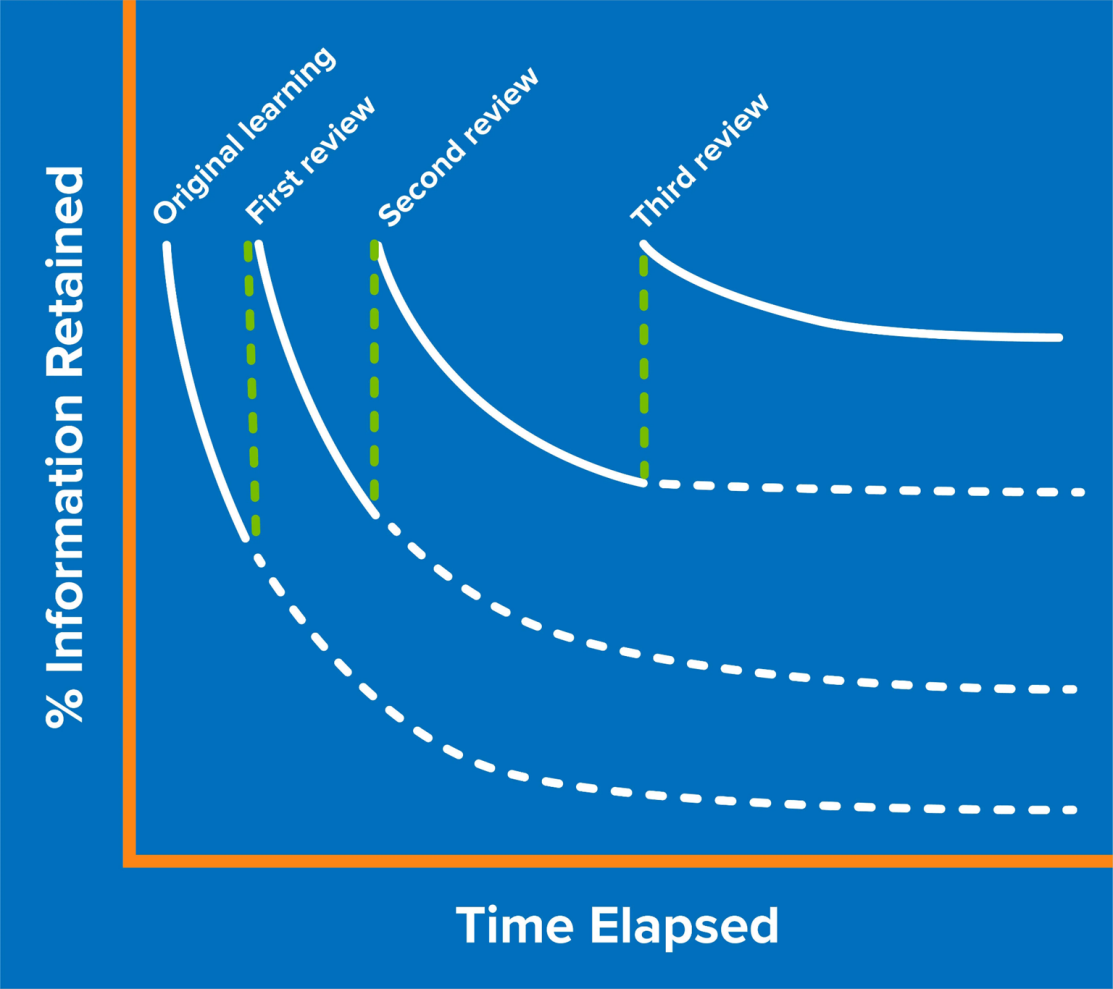 Original learning
First review
Second review
Third review
% Information Retained
Time Elapsed